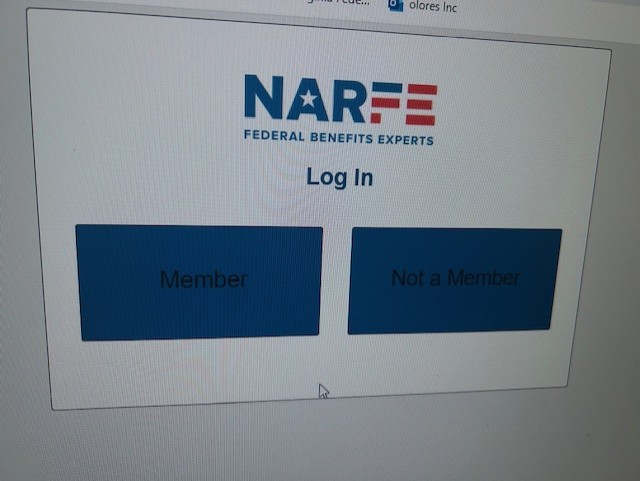 olores Inc
NARFE
FEDERAL BENEFITS EXPERTS
Log In
Member
Not a Member